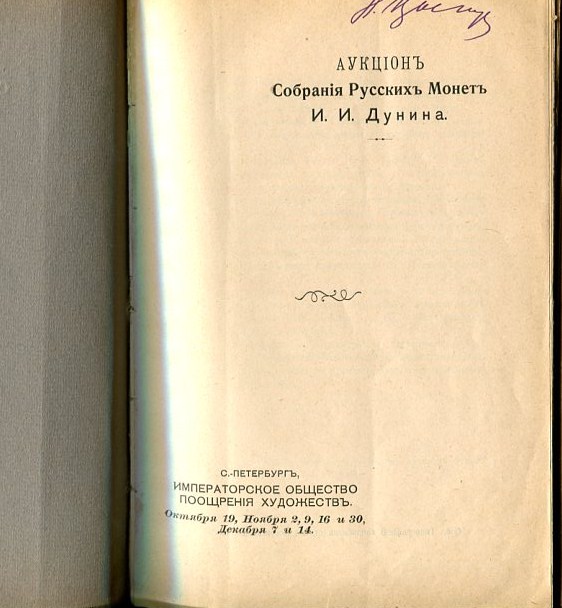 АУКЦІОНЪ
Собранія Русскихъ Монетъ
И. И. Дунина.
С.-ПЕТЕРБУРГЪ,
ИМПЕРАТОРСКОЕ ОБЩЕСТВО
ПООЩРЕНІЯ ХУДОЖЕСТВЪ.
Октября 19, Ноября 2, 9, 16 и 30,
Декабря 7 и 14.